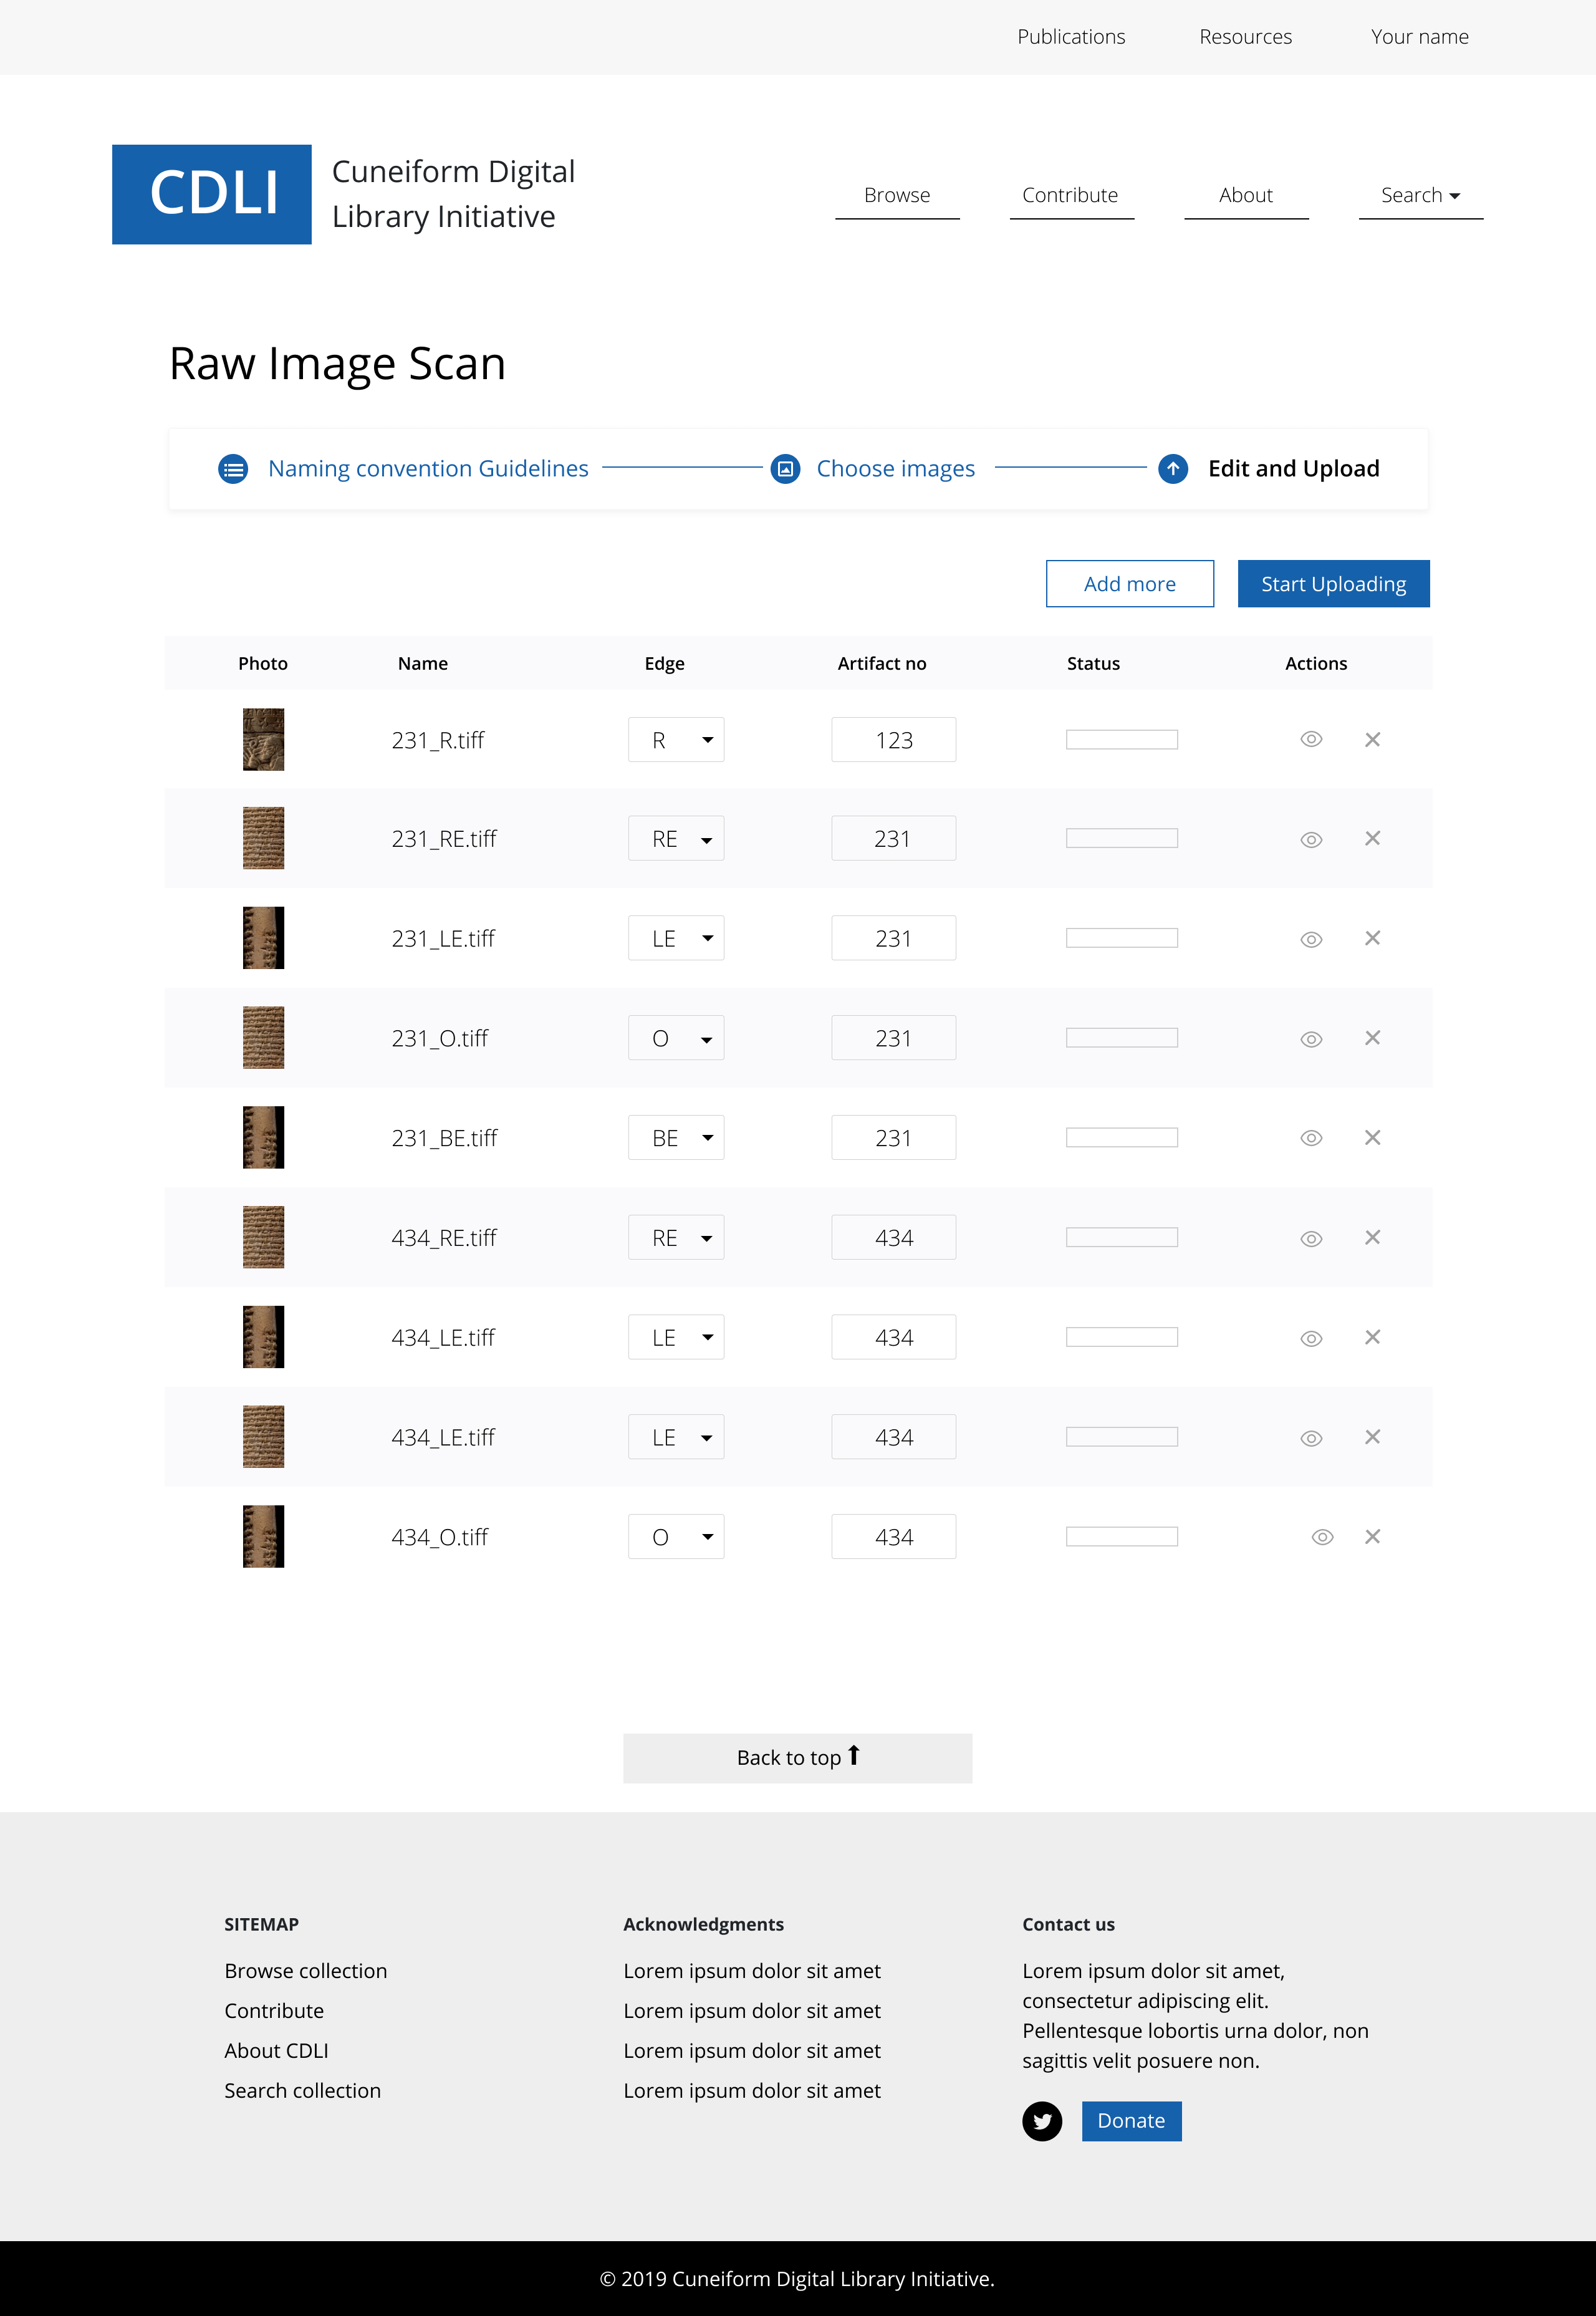 Publications Resources Your name
CDLI
Cuneiform Digital
Library Initiative
Browse Contribute About Search
Raw Image Scan
Naming convention Guidelines Choose images Edit and Upload
Add more Start Uploading
Photo Name Edge Artifact no Status Actions
231_R.tiff R 123
231_RE.tiff RE 231
231_LE.tiff LE 231
231_O.tiff O 231
231_BE.tiff BE 231
434_RE.tiff RE 434
434_LE.tiff LE 434
434_LE.tiff LE 434
434_O.tiff O 434
Back to top
SITEMAP
Browse collection
Contribute
About CDLI
Search collection
Acknowledgments
Lorem ipsum dolor sit amet
Lorem ipsum dolor sit amet
Lorem ipsum dolor sit amet
Lorem ipsum dolor sit amet
Contact us
Lorem ipsum dolor sit amet,
consectetur adipiscing elit.
Pellentesque lobortis urna dolor, non
sagittis velit posuere non.
Donate
© 2019 Cuneiform Digital Library Initiative.